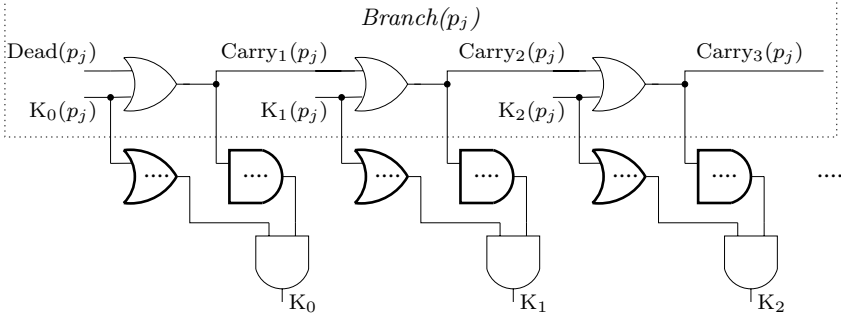 Branch(p_j)
Dead(p_j) Carry_1(p_j) Carry_2(p_j) Carry_3(p_j)
K_0(p_j) K_1(p_j) K_2(p_j)
.... .... .... .... .... .... ....
K_0 K_1 K_2